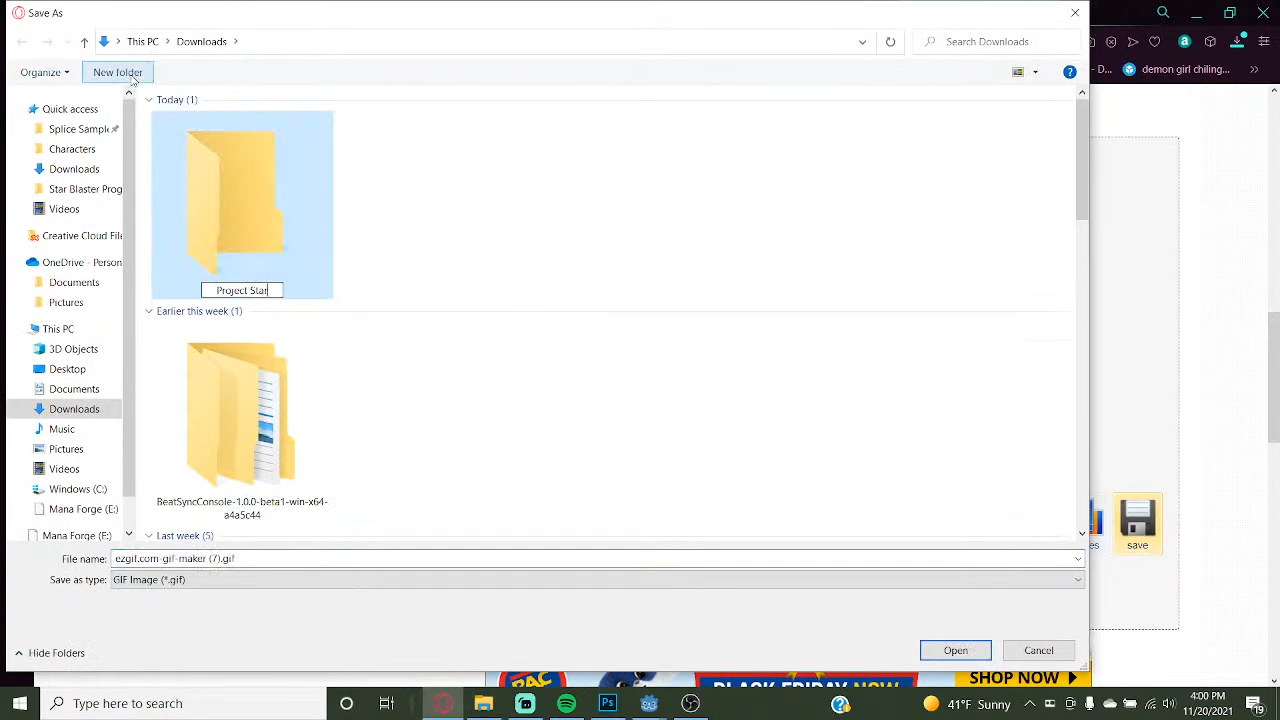 Save As
This PC
Downloads
Search Downloads
Organize
New folder
demon girl chiling...
Quick access
Splice Sample
Characters
Downloads
Star Blaster Prog
Videos
Creative Cloud File
OneDrive - Person
Documents
Pictures
This PC
3D Objects
Desktop
Documents
Downloads
Music
Pictures
Videos
Windows (C:)
Mana Forge (E:)
Mana Forge (E:)
Today (1)
Project Star
Earlier this week (1)
BeatSyncConsole-1.0.0-beta1-win-x64-
a4a5c44
Last week (5)
save
File name
ezgif.com-gif-maker (7).gif
Save as type:
GIF Image (*.gif)
Hide Folders
Open
Cancel
BLACK FRIDAY NOW
SHOP NOW
Type here to search
Ps
41°F Sunny
4:00 PM
11/20/2021
19